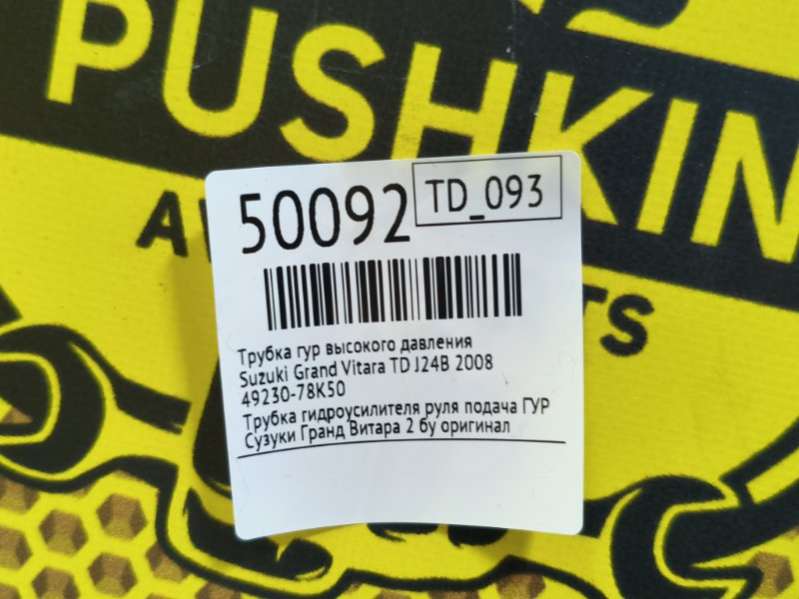 PUSHKIN
50092
TD_093
Трубка гур высокого давления
Suzuki Grand Vitara TD J24B 2008
49230-78K50
Трубка гидроусилителя руля подача ГУР
Сузуки Гранд Витара 2 бу оригинал